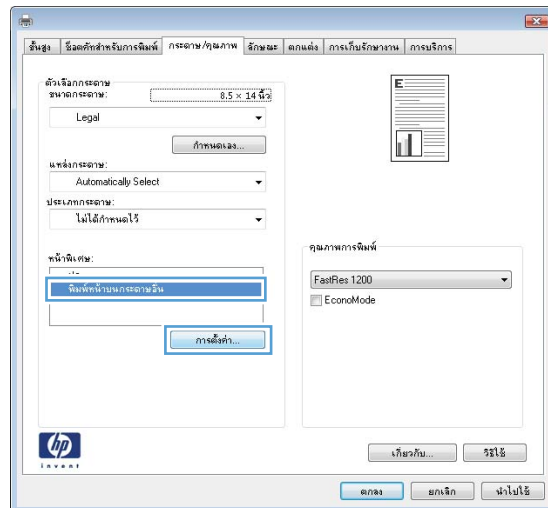 ขั้นสูง ช็อตคัทสำหรับการพิมพ์ กระดาษ/คุณภาพ ลักษณะ ตกแต่ง การเก็บรักษางาน การบริการ
ตัวเลือกกระดาษ
ขนาดกระดาษ: 8.5 × 14 นิ้ว
Legal
กำหนดเอง...
แหล่งกระดาษ:
Automatically Select
ประเภทกระดาษ:
ไม่ได้กำหนดไว้
หน้าพิเศษ:
พิมพ์หน้าบนกระดาษอื่น
การตั้งค่า...
E
คุณภาพการพิมพ์
FastRes 1200
EconoMode
hp
invent
เกี่ยวกับ... วิธีใช้
ตกลง ยกเลิก นำไปใช้